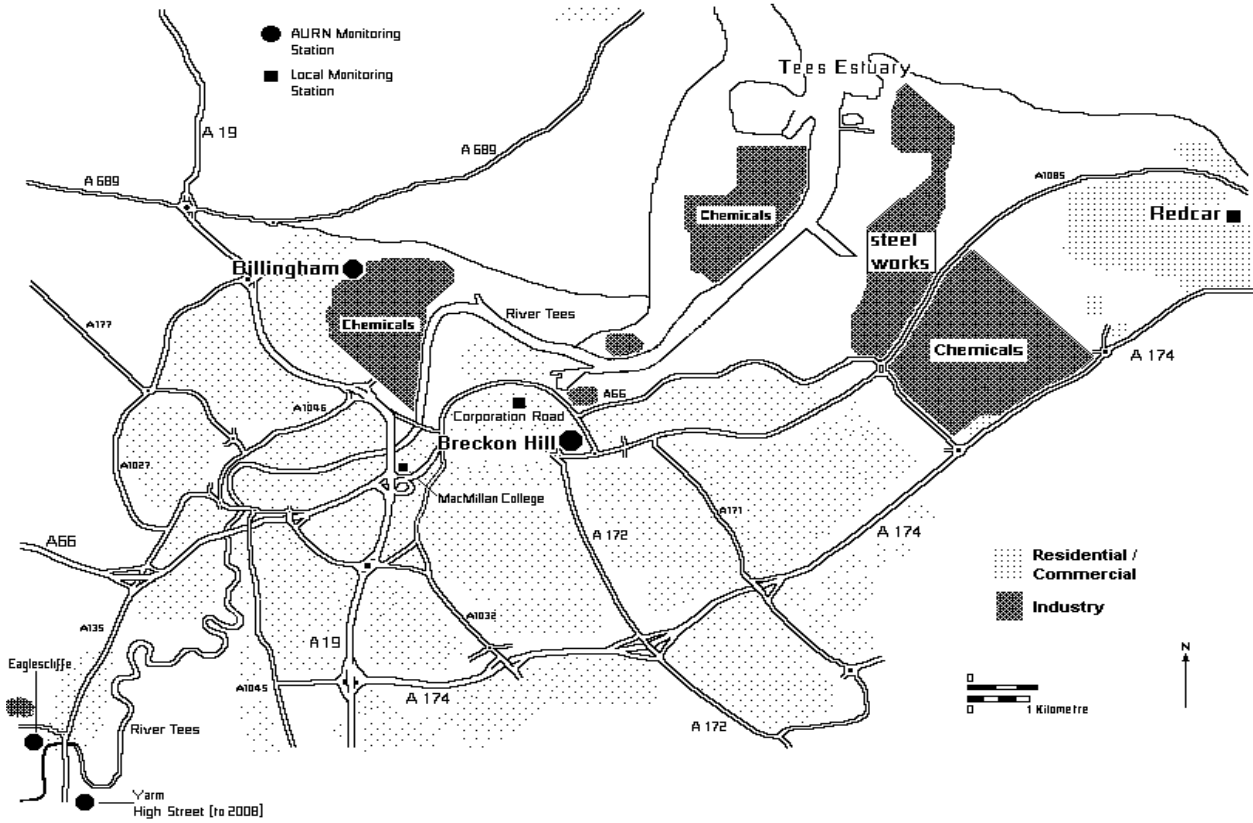 AURN Monitoring
Station
Local Monitoring
Station
Tees Estuary
A 19
A 689
A 689
A1085
Redcar
Chemicals
steel
works
Billingham
Chemicals
River Tees
A177
Chemicals
A 174
A1046
A66
Corporation Road
Breckon Hill
A1027
MacMillan College
A171
A 172
A 174
A66
Residential /
Commercial
Industry
A135
A1032
A19
N
Eaglescliffe
A1045
A 174
0
1 Kilometre
0
A 172
River Tees
Yarm
High Street [to 2008]